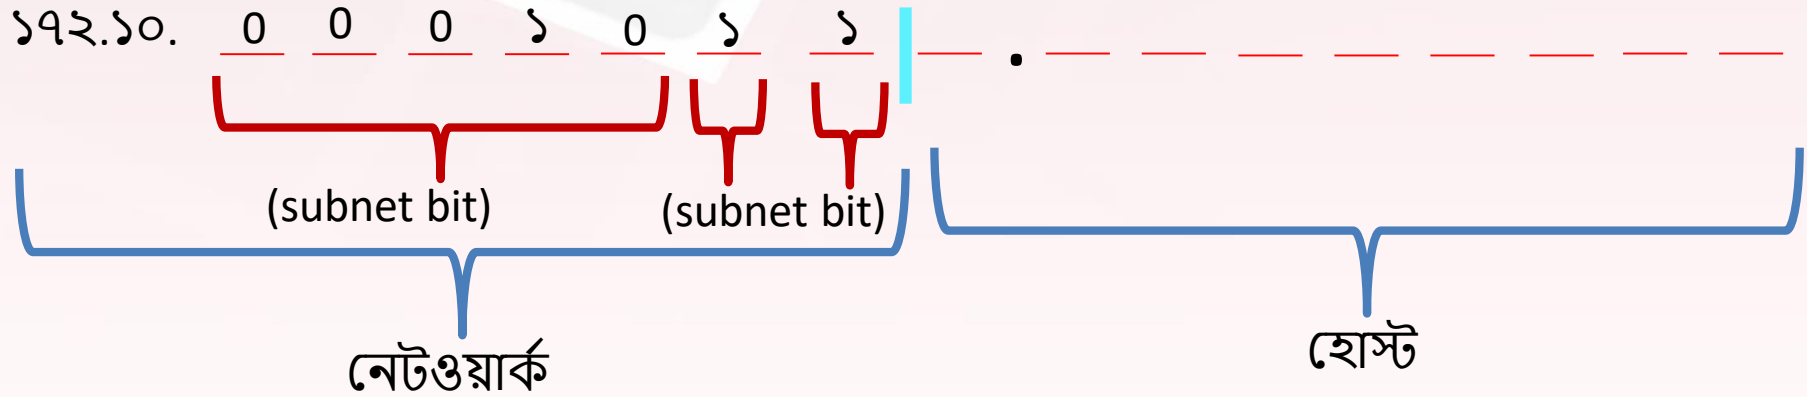 ১৭২.১০. 0 0 0 ১ 0 ১ ১ .
(subnet bit) (subnet bit)
নেটওয়ার্ক হোস্ট